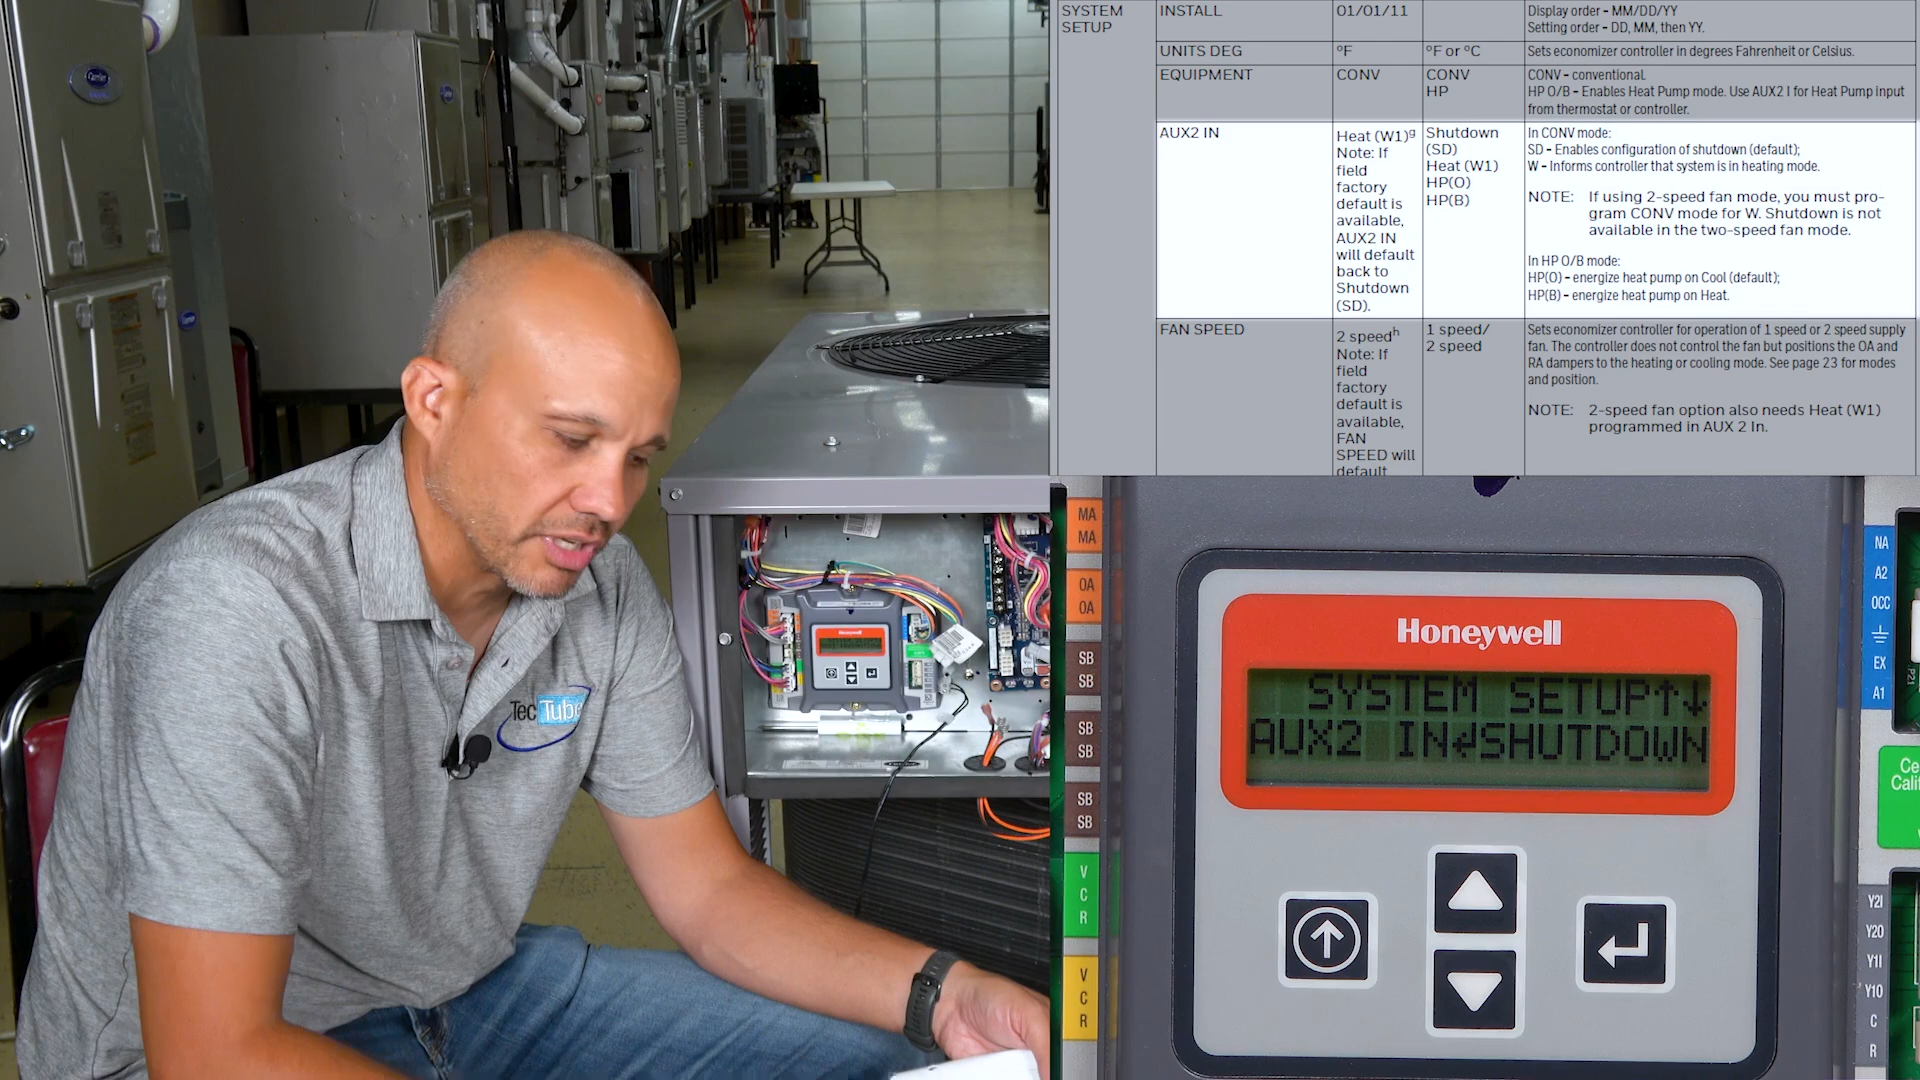 SYSTEM
SETUP
INSTALL
01/01/11
Display order - MM/DD/YY
Setting order - DD, MM, then YY.
UNITS DEG
°F
°F or °C
Sets economizer controller in degrees Fahrenheit or Celsius.
EQUIPMENT
CONV
CONV
HP
CONV - conventional.
HP O/B - Enables Heat Pump mode. Use AUX2 I for Heat Pump input
from thermostat or controller.
AUX2 IN
Heat (W1)g
Note: If
field
factory
default is
available,
AUX2 IN
will default
back to
Shutdown
(SD).
Shutdown
(SD)
Heat (W1)
HP(O)
HP(B)
In CONV mode:
SD - Enables configuration of shutdown (default);
W - Informs controller that system is in heating mode.
NOTE: If using 2-speed fan mode, you must pro-
gram CONV mode for W. Shutdown is not
available in the two-speed fan mode.
In HP O/B mode:
HP(O) - energize heat pump on Cool (default);
HP(B) - energize heat pump on Heat.
FAN SPEED
2 speedh
Note: If
field
factory
default is
available,
FAN
SPEED will
default
1 speed/
2 speed
Sets economizer controller for operation of 1 speed or 2 speed supply
fan. The controller does not control the fan but positions the OA and
RA dampers to the heating or cooling mode. See page 23 for modes
and position.
NOTE: 2-speed fan option also needs Heat (W1)
programmed in AUX 2 In.
Carrier
TecTube
Honeywell
MA
MA
OA
OA
SB
SB
SB
SB
SB
SB
V
C
R
V
C
R
Honeywell
SYSTEM SETUP↑↓
AUX2 IN↲SHUTDOWN
NA
A2
OCC
EX
A1
P21
Ce
Calif
Y2I
Y2O
Y1I
Y1O
C
R